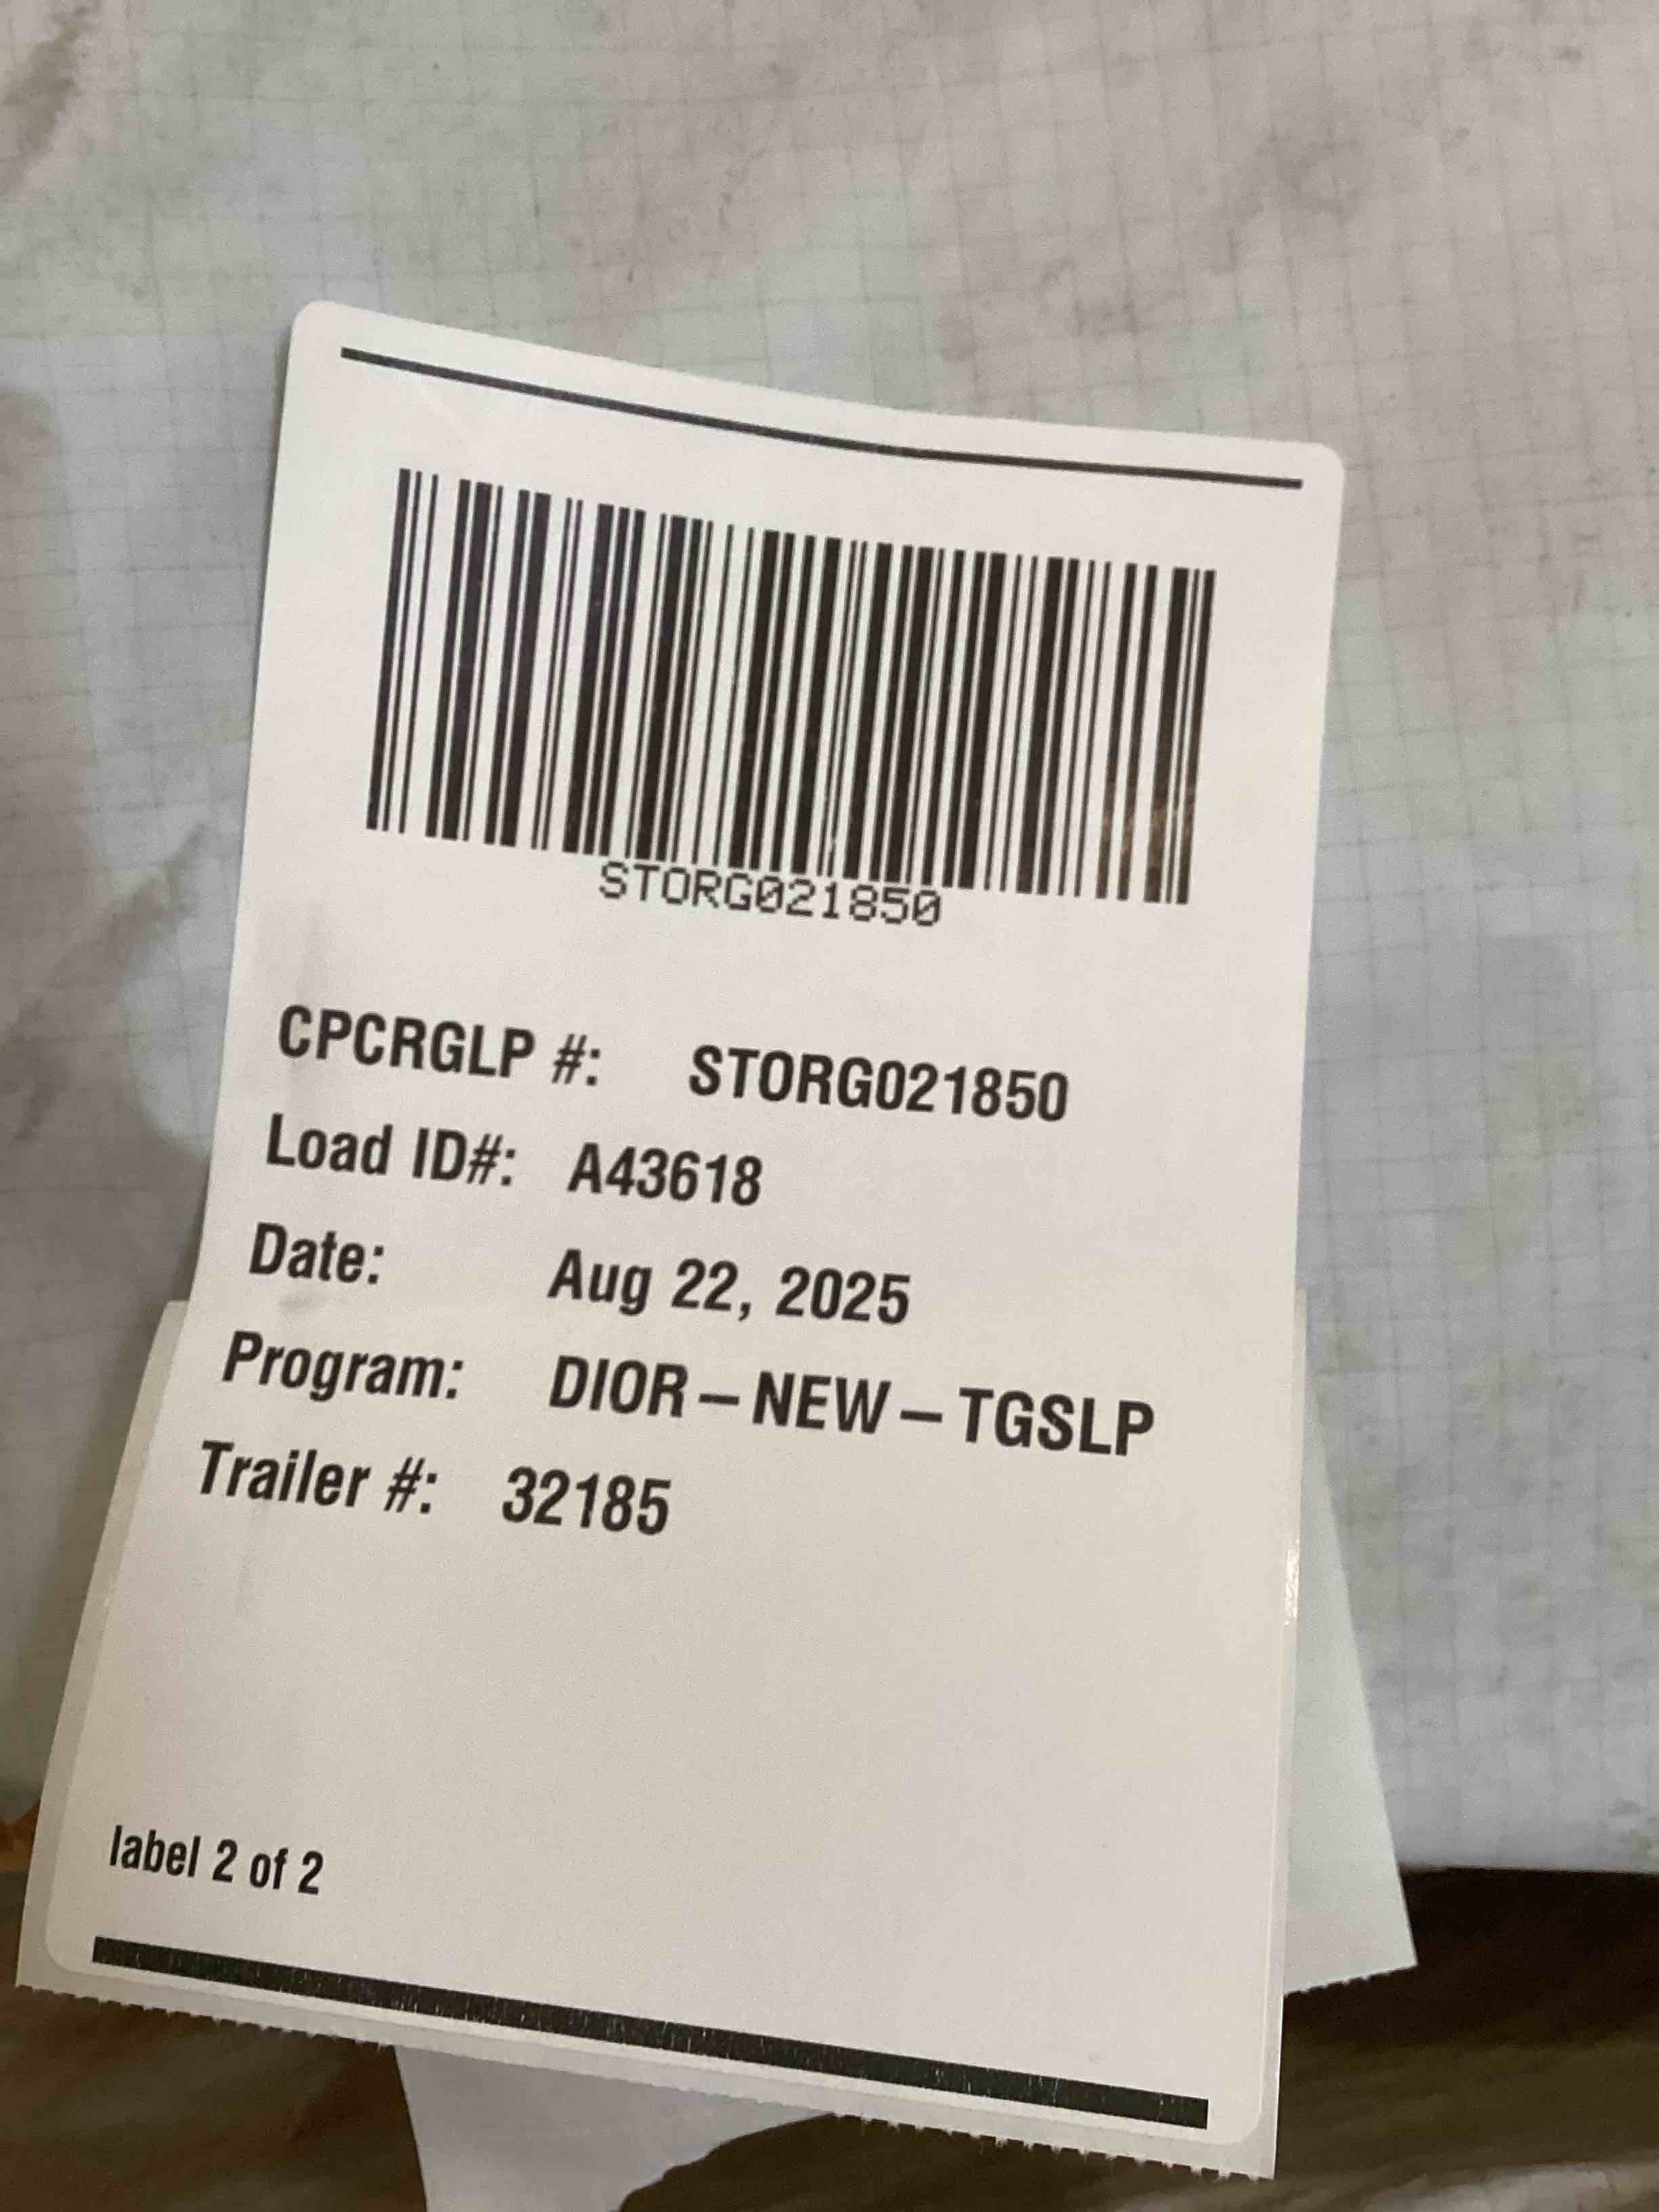 STORG021850
CPCRGLP #: STORG021850
Load ID#: A43618
Date: Aug 22, 2025
Program: DIOR – NEW – TGSLP
Trailer #: 32185
label 2 of 2